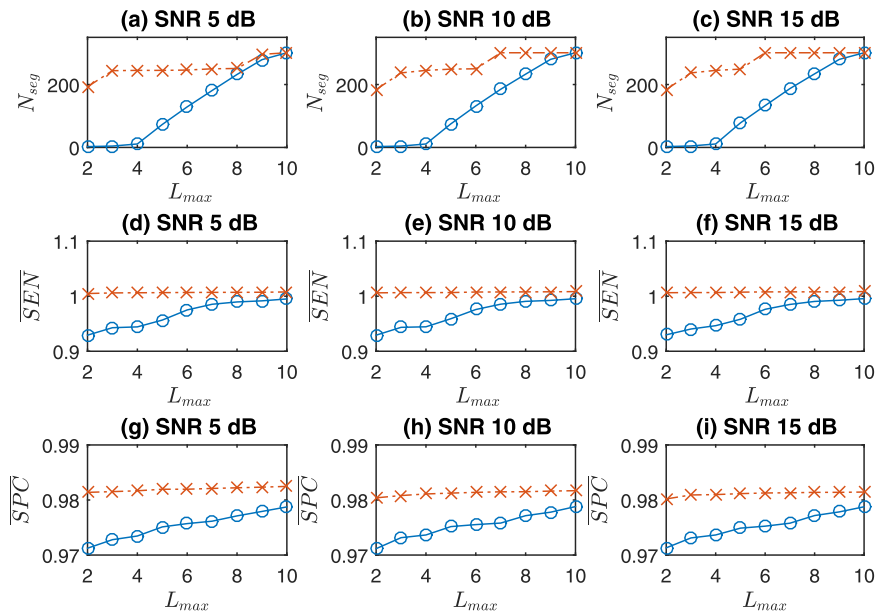 (a) SNR 5 dB (b) SNR 10 dB (c) SNR 15 dB
N_seg 200 0 N_seg 200 0 N_seg 200 0
2 4 6 8 10 2 4 6 8 10 2 4 6 8 10
L_max L_max L_max
(d) SNR 5 dB (e) SNR 10 dB (f) SNR 15 dB
SEN 1.1 1 0.9 SEN 1.1 1 0.9 SEN 1.1 1 0.9
2 4 6 8 10 2 4 6 8 10 2 4 6 8 10
L_max L_max L_max
(g) SNR 5 dB (h) SNR 10 dB (i) SNR 15 dB
SPC 0.99 0.98 0.97 SPC 0.99 0.98 0.97 SPC 0.99 0.98 0.97
2 4 6 8 10 2 4 6 8 10 2 4 6 8 10
L_max L_max L_max